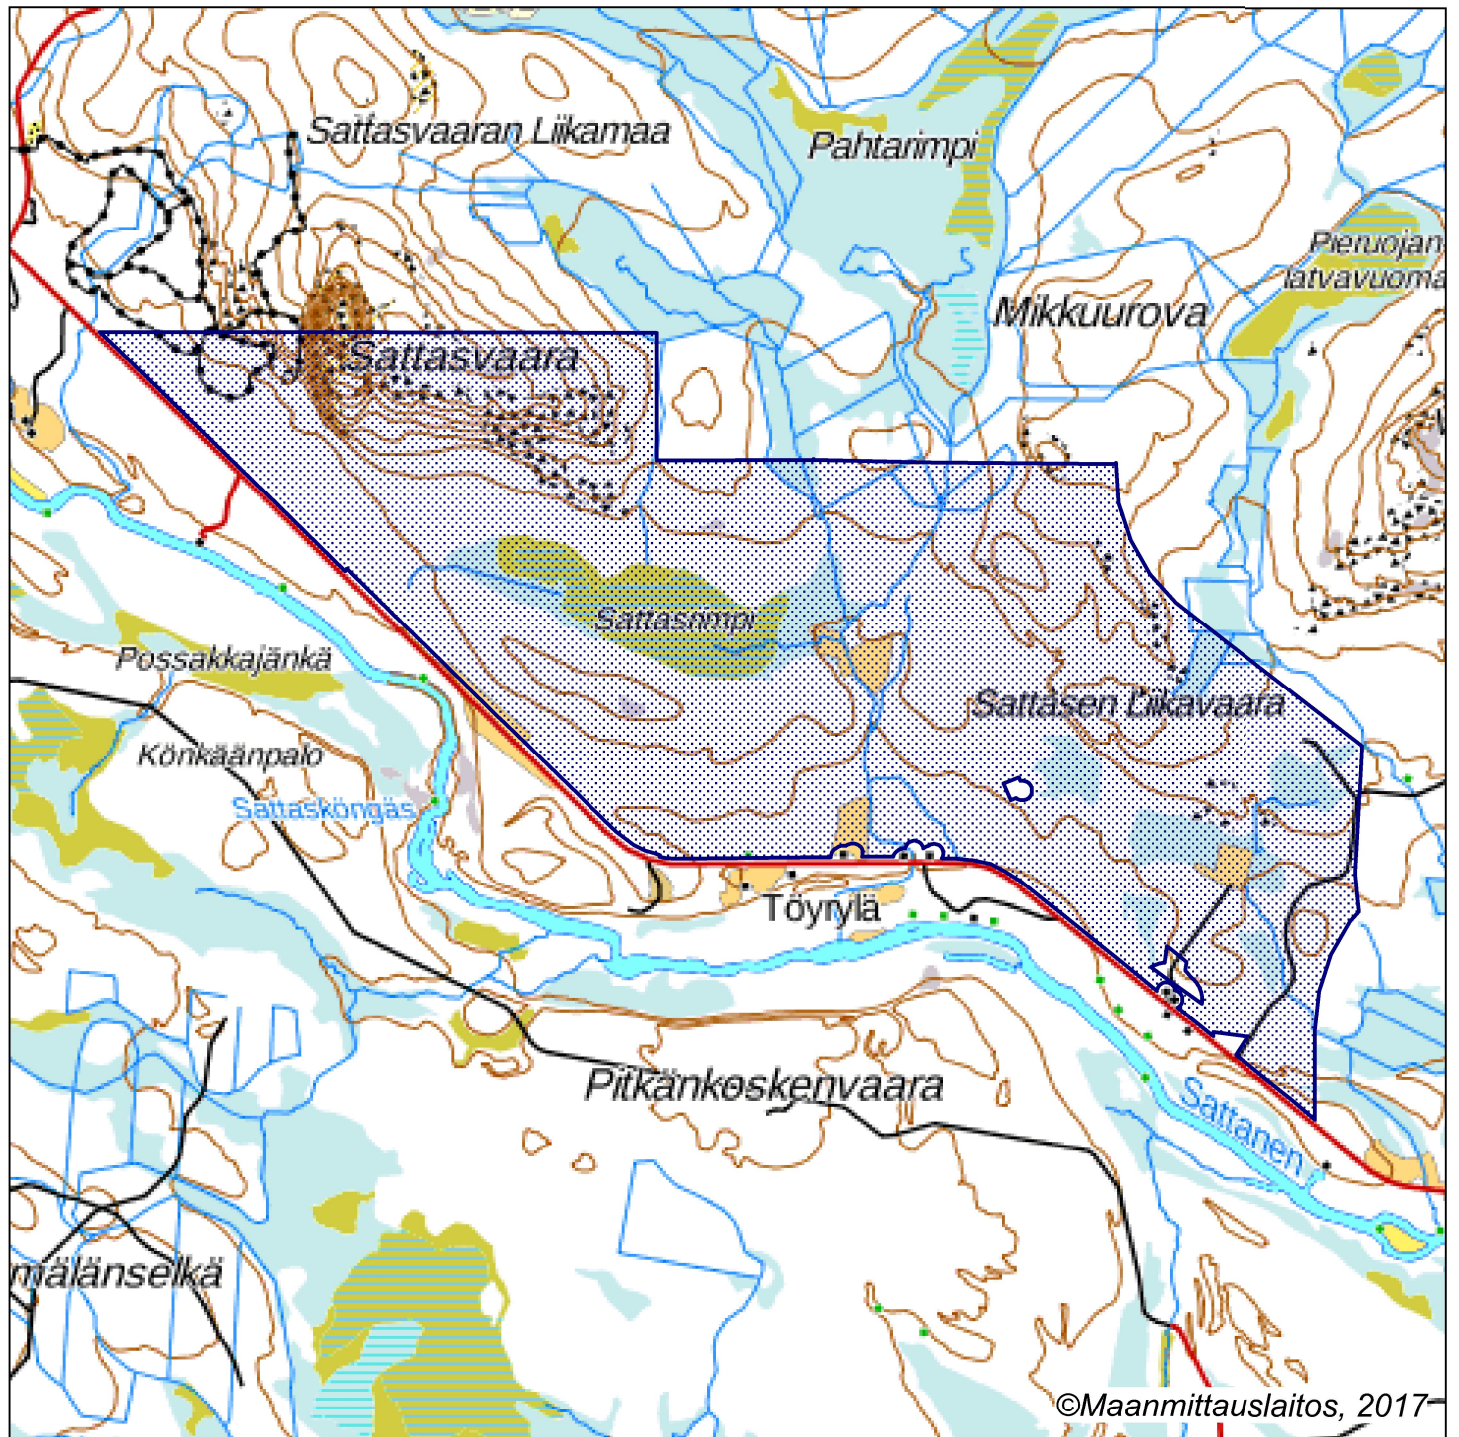 Sattasvaaran Liikamaa
Pahtarimpi
Pieruojan
latvavuoma
Mikkuurova
Sattasvaara
Sattasrimpi
Possakkajänkä
Sattasen Liikavaara
Könkäänpalo
Sattasköngäs
Töyrylä
Pitkänkoskenvaara
Sattanen
mälänselkä
©Maanmittauslaitos, 2017